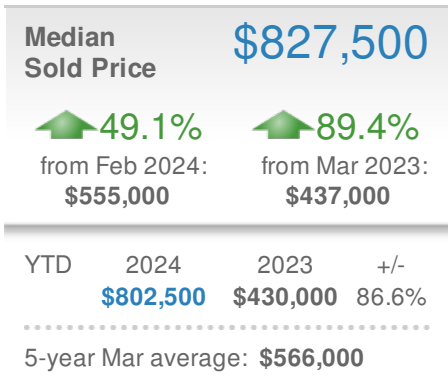 Median
Sold Price
$827,500
49.1%
from Feb 2024:
$555,000
89.4%
from Mar 2023:
$437,000
YTD 2024 2023 +/-
$802,500 $430,000 86.6%
5-year Mar average: $566,000